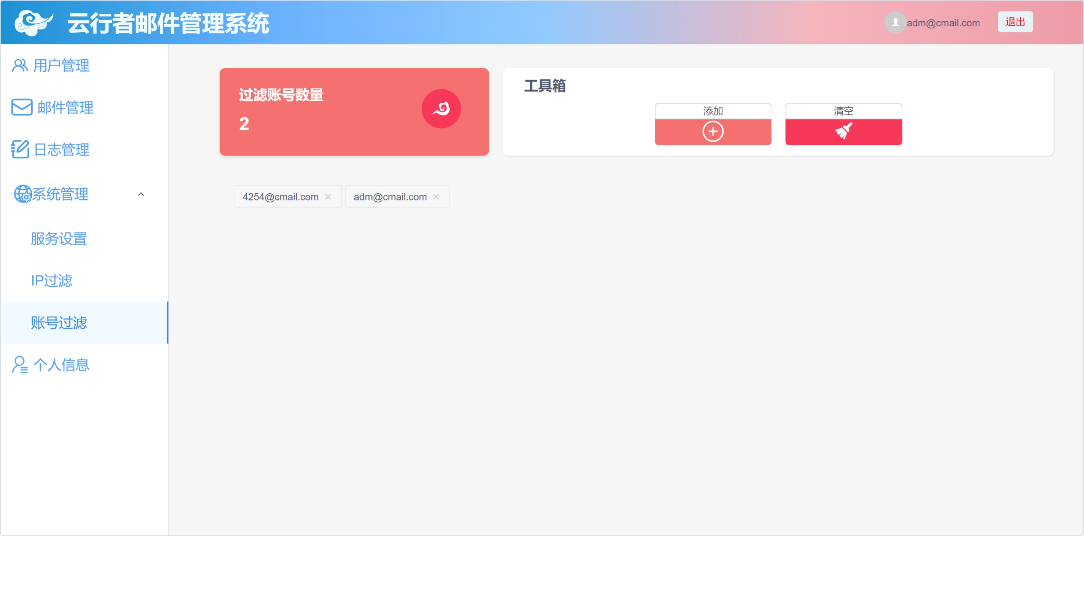 云行者邮件管理系统
adm@cmail.com
退出
用户管理
邮件管理
日志管理
系统管理
服务设置
IP过滤
账号过滤
个人信息
过滤账号数量
2
工具箱
添加
清空
4254@cmail.com
adm@cmail.com